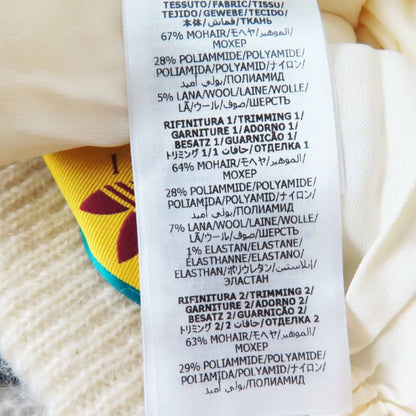 TESSUTO/FABRIC/TISSU/
TEJIDO/GEWEBE/TECIDO/
本体/قماش/ТКАНЬ
67% MOHAIR/モヘヤ/الموهير/
МОХЕР
28% POLIAMMIDE/POLYAMIDE/
POLIAMIDA/POLYAMID/ナイロン/
بولي أميد/ПОЛИАМИД
5% LANA/WOOL/LAINE/WOLLE/
LÃ/ウール/صوف/ШЕРСТЬ
RIFINITURA 1/TRIMMING 1/
GARNITURE 1/ADORNO 1/
BESATZ 1/GUARNICÃO 1/
トリミング 1/1 حافات/ОТДЕЛКА 1
64% MOHAIR/モヘヤ/الموهير/
МОХЕР
28% POLIAMMIDE/POLYAMIDE/
POLIAMIDA/POLYAMID/ナイロン/
بولي أميد/ПОЛИАМИД
7% LANA/WOOL/LAINE/WOLLE/
LÃ/ウール/صوف/ШЕРСТЬ
1% ELASTAN/ELASTANE/
ÉLASTHANNE/ELASTANO/
ELASTHAN/ポリウレタン/إيلاستين/
ЭЛАСТАН
RIFINITURA 2/TRIMMING 2/
GARNITURE 2/ADORNO 2/
BESATZ 2/GUARNICÃO 2/
トリミング 2/2 حافات/ОТДЕЛКА 2
63% MOHAIR/モヘヤ/الموهير/
МОХЕР
29% POLIAMMIDE/POLYAMIDE/
POLIAMIDA/POLYAMID/ナイロン/
بولي أميد/ПОЛИАМИД